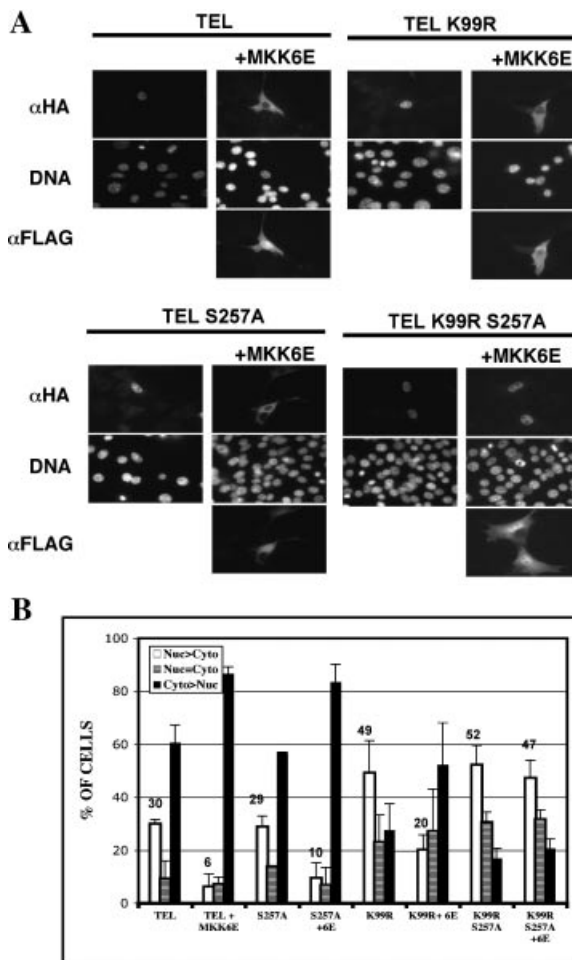 A
TEL
TEL K99R
+MKK6E
+MKK6E
αHA
DNA
αFLAG
TEL S257A
TEL K99R S257A
+MKK6E
+MKK6E
αHA
DNA
αFLAG
B
100
80
60
40
20
0
% OF CELLS
Nuc>Cyto
Nuc=Cyto
Cyto>Nuc
30
6
29
10
49
20
52
47
TEL
TEL +
MKK6E
S257A
S257A
+6E
K99R
K99R+ 6E
K99R
S257A
K99R
S257A
+6E